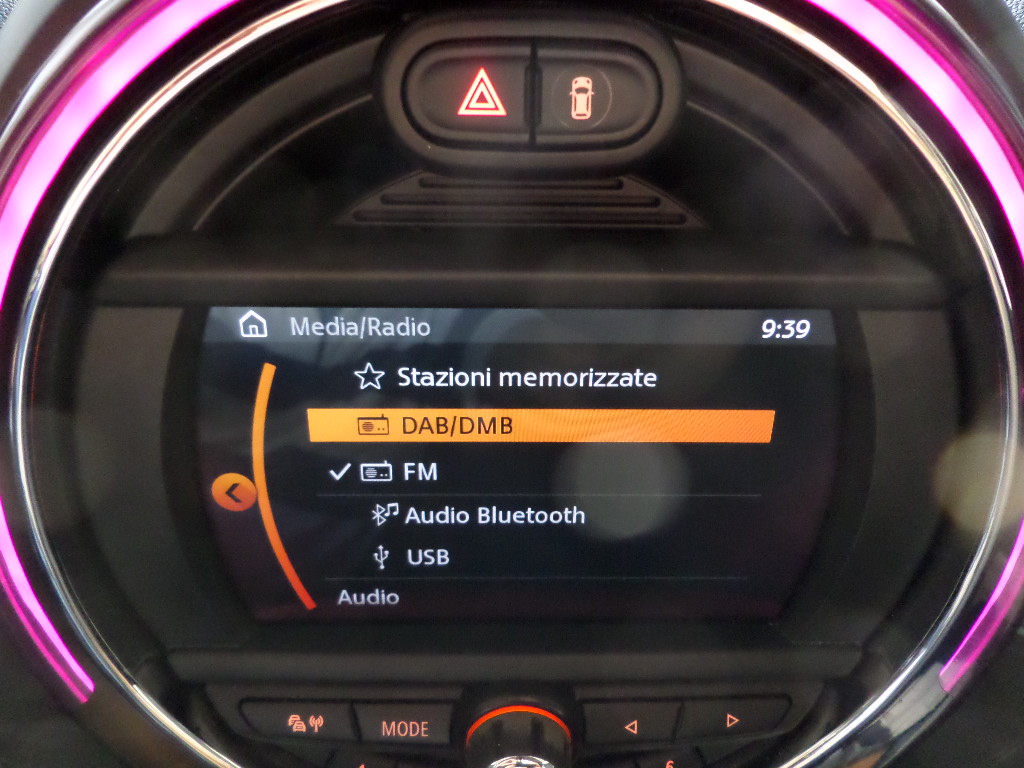 Media/Radio 9:39
Stazioni memorizzate
DAB/DMB
FM
Audio Bluetooth
USB
Audio
MODE